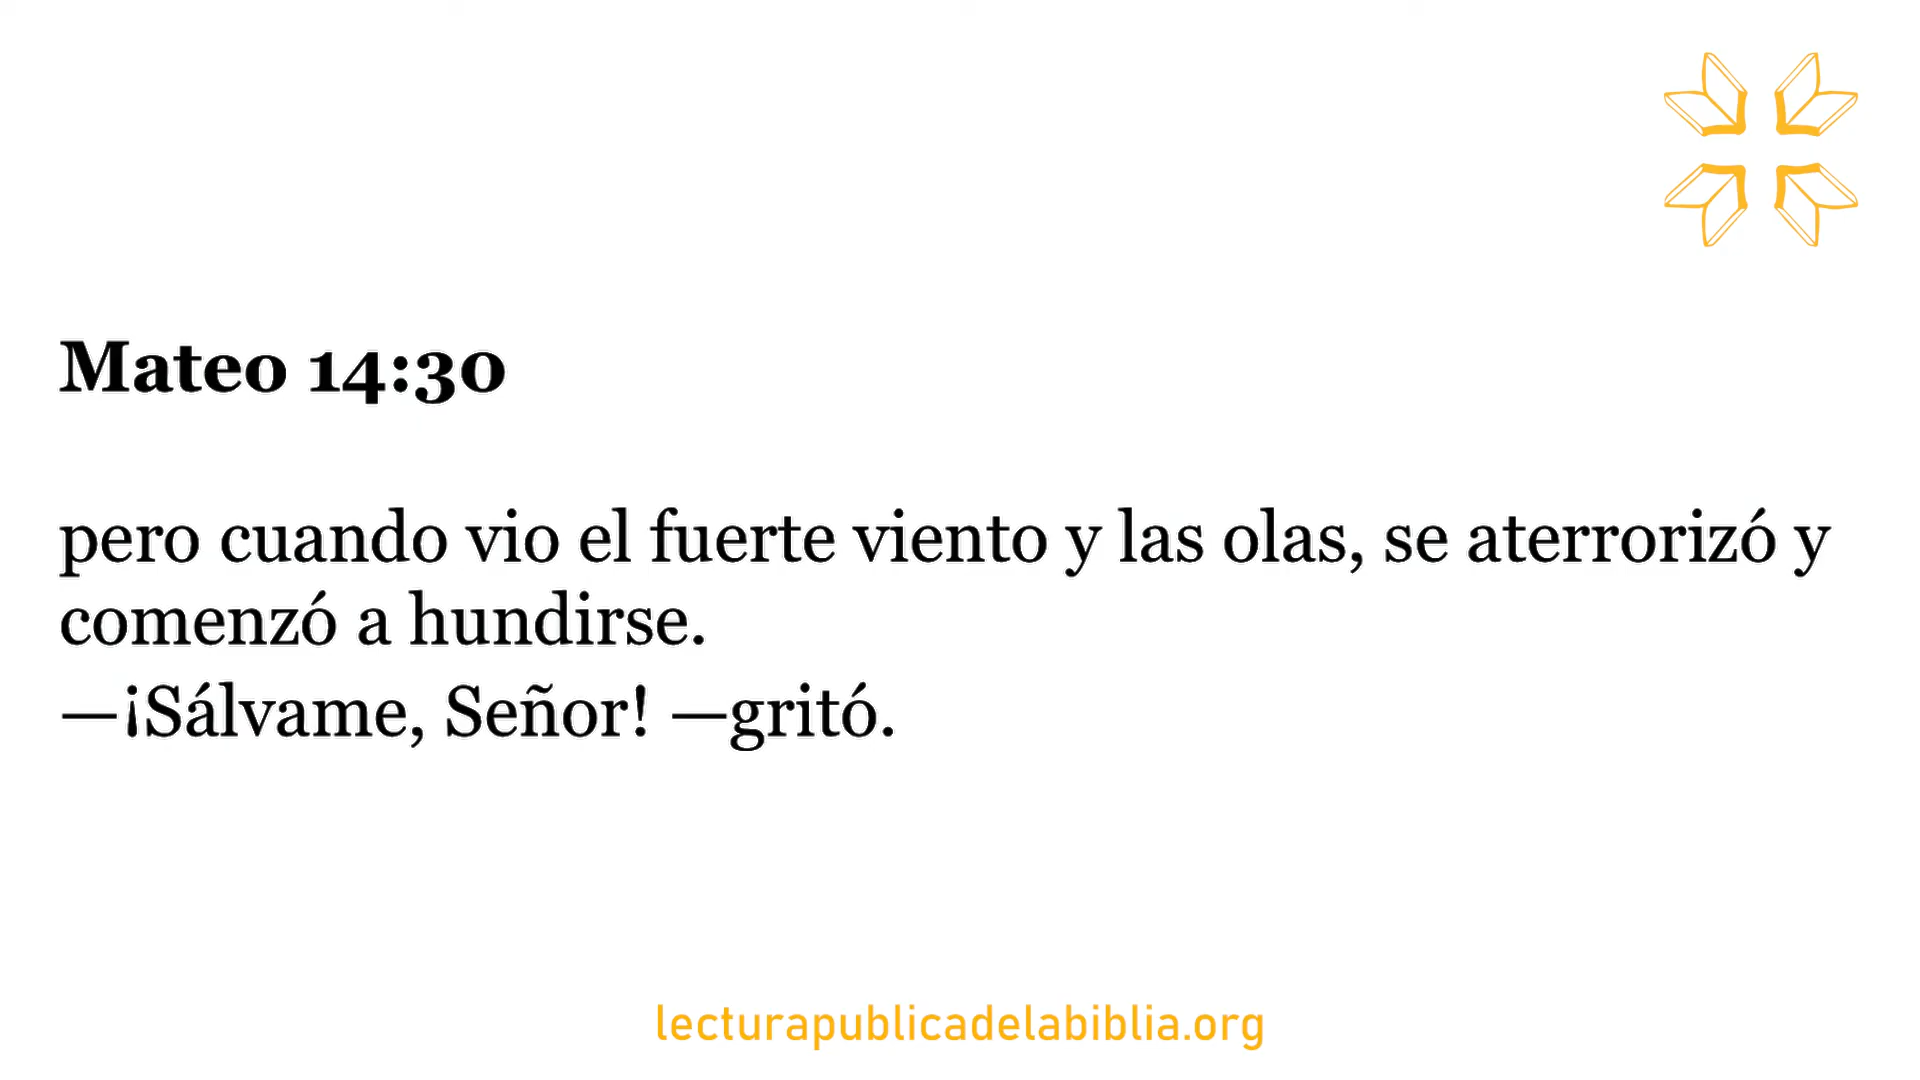 Mateo 14:30
pero cuando vio el fuerte viento y las olas, se aterrorizó y
comenzó a hundirse.
—¡Sálvame, Señor! —gritó.
lecturapublicadelabiblia.org